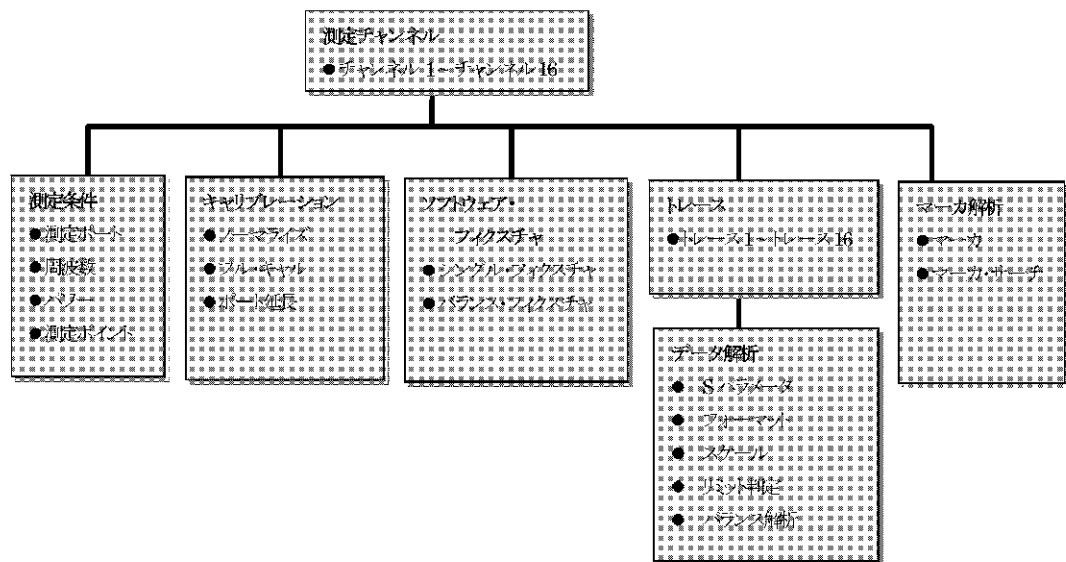 測定チャンネル
●チャンネル 1～チャンネル 16
測定条件
●測定ポート
●周波数
●パワー
●測定ポイント
キャリブレーション
●ノーマライズ
●フル・キャル
●ポート延長
ソフトウェア・
フィクスチャ
●シングル・フィクスチャ
●バランス・フィクスチャ
トレース
●トレース 1～トレース 16
データ解析
● S パラメータ
● フォーマット
● スケール
● リミット判定
● バランス解析
マーカ解析
●マーカ
●マーカ・サーチ